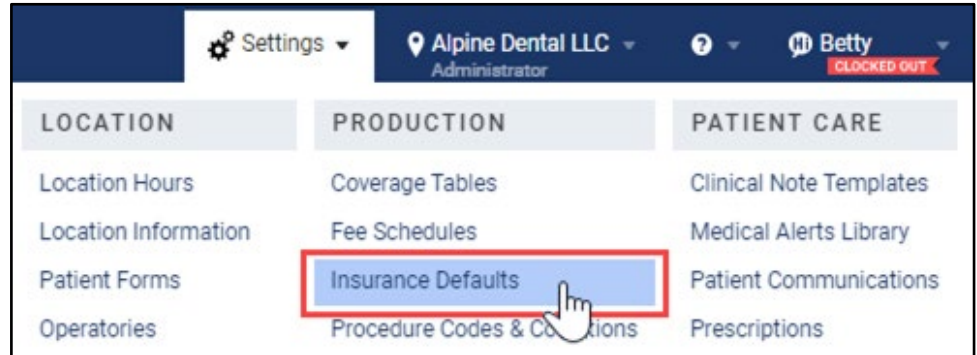 Settings
Alpine Dental LLC
Administrator
?
Hi
Betty
CLOCKED OUT
LOCATION
PRODUCTION
PATIENT CARE
Location Hours
Coverage Tables
Clinical Note Templates
Location Information
Fee Schedules
Medical Alerts Library
Patient Forms
Insurance Defaults
Patient Communications
Operatories
Procedure Codes &
Prescriptions